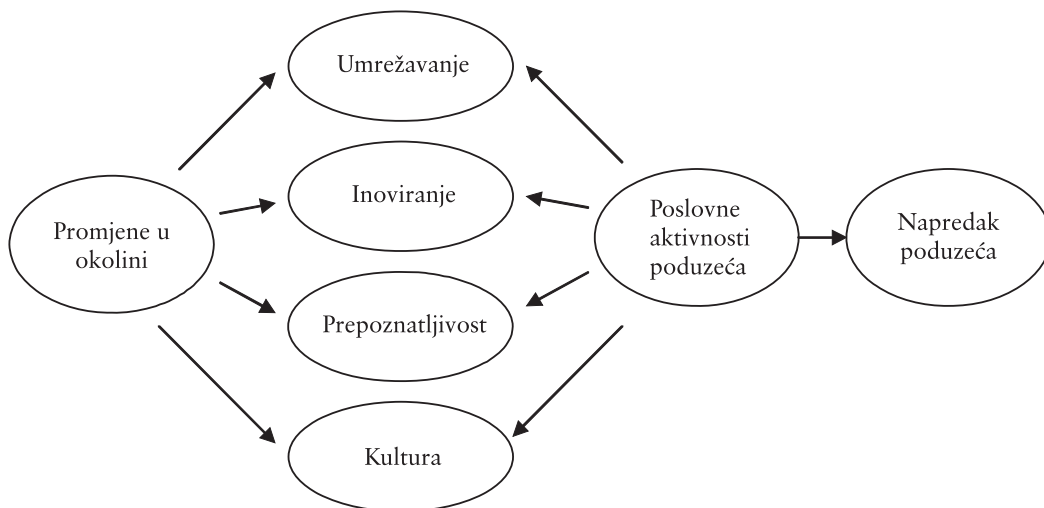 Umrežavanje
Inoviranje
Promjene u
okolini
Prepoznatljivost
Kultura
Poslovne
aktivnosti
poduzeća
Napredak
poduzeća